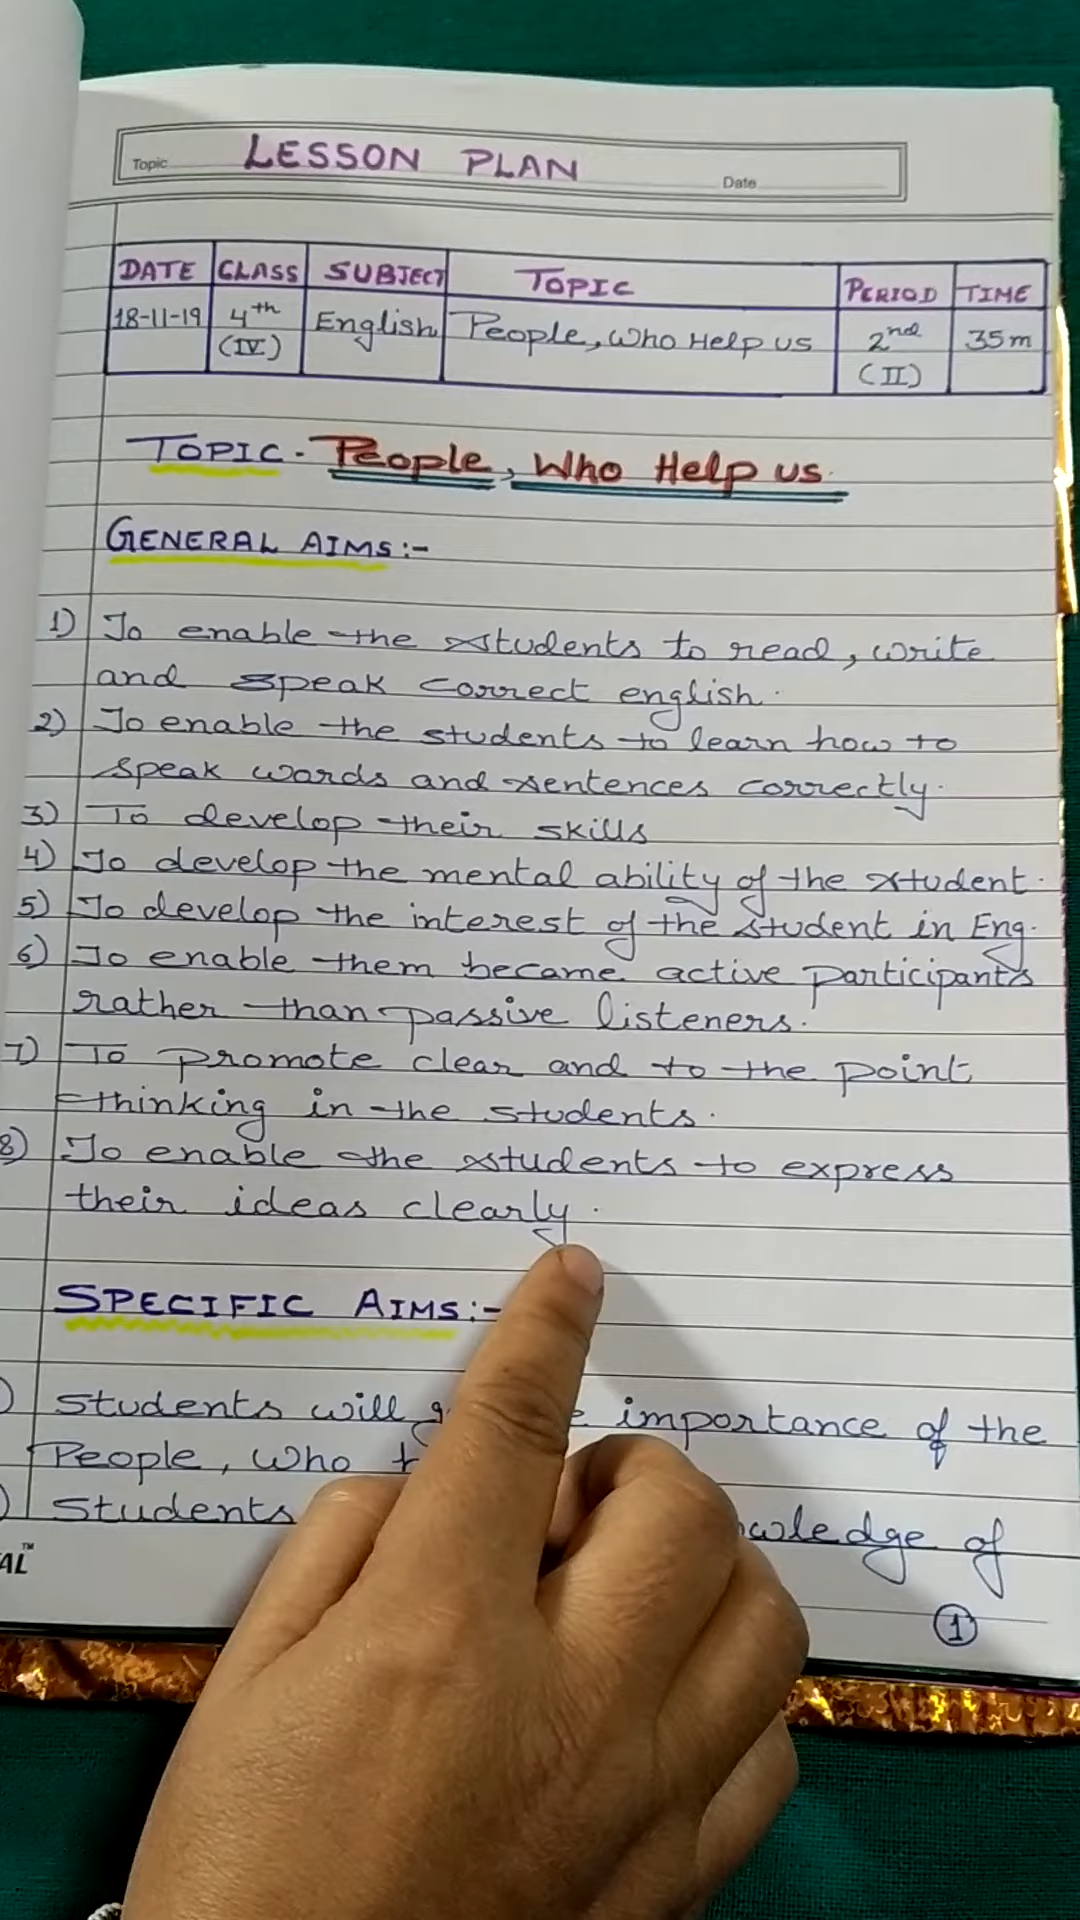 Topic LESSON PLAN Date
DATE CLASS SUBJECT TOPIC PERIOD TIME
18-11-19 4th English People, Who Help us 2nd 35m
(IV) (II)
TOPIC - People, Who Help us.
GENERAL AIMS:-
1) To enable the students to read, write
and speak correct english.
2) To enable the students to learn how to
speak words and sentences correctly.
3) To develop their skills
4) To develop the mental ability of the student.
5) To develop the interest of the student in Eng.
6) To enable them became active participants
rather than passive listeners.
7) To promote clear and to the point
thinking in the students.
8) To enable the students to express
their ideas clearly.
SPECIFIC AIMS:-
Students will importance of the
People, Who
Students of
1